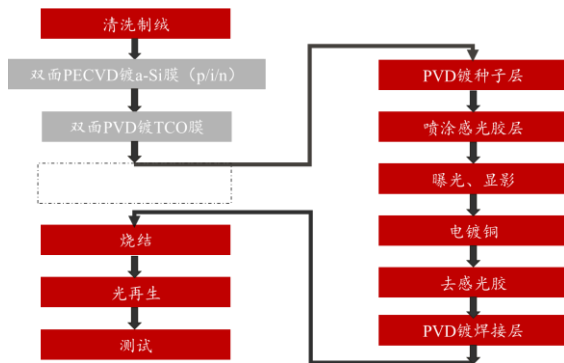 清洗制绒
双面PECVD镀a-Si膜（p/i/n）
双面PVD镀TCO膜
PVD镀种子层
喷涂感光胶层
曝光、显影
电镀铜
去感光胶
PVD镀焊接层
烧结
光再生
测试